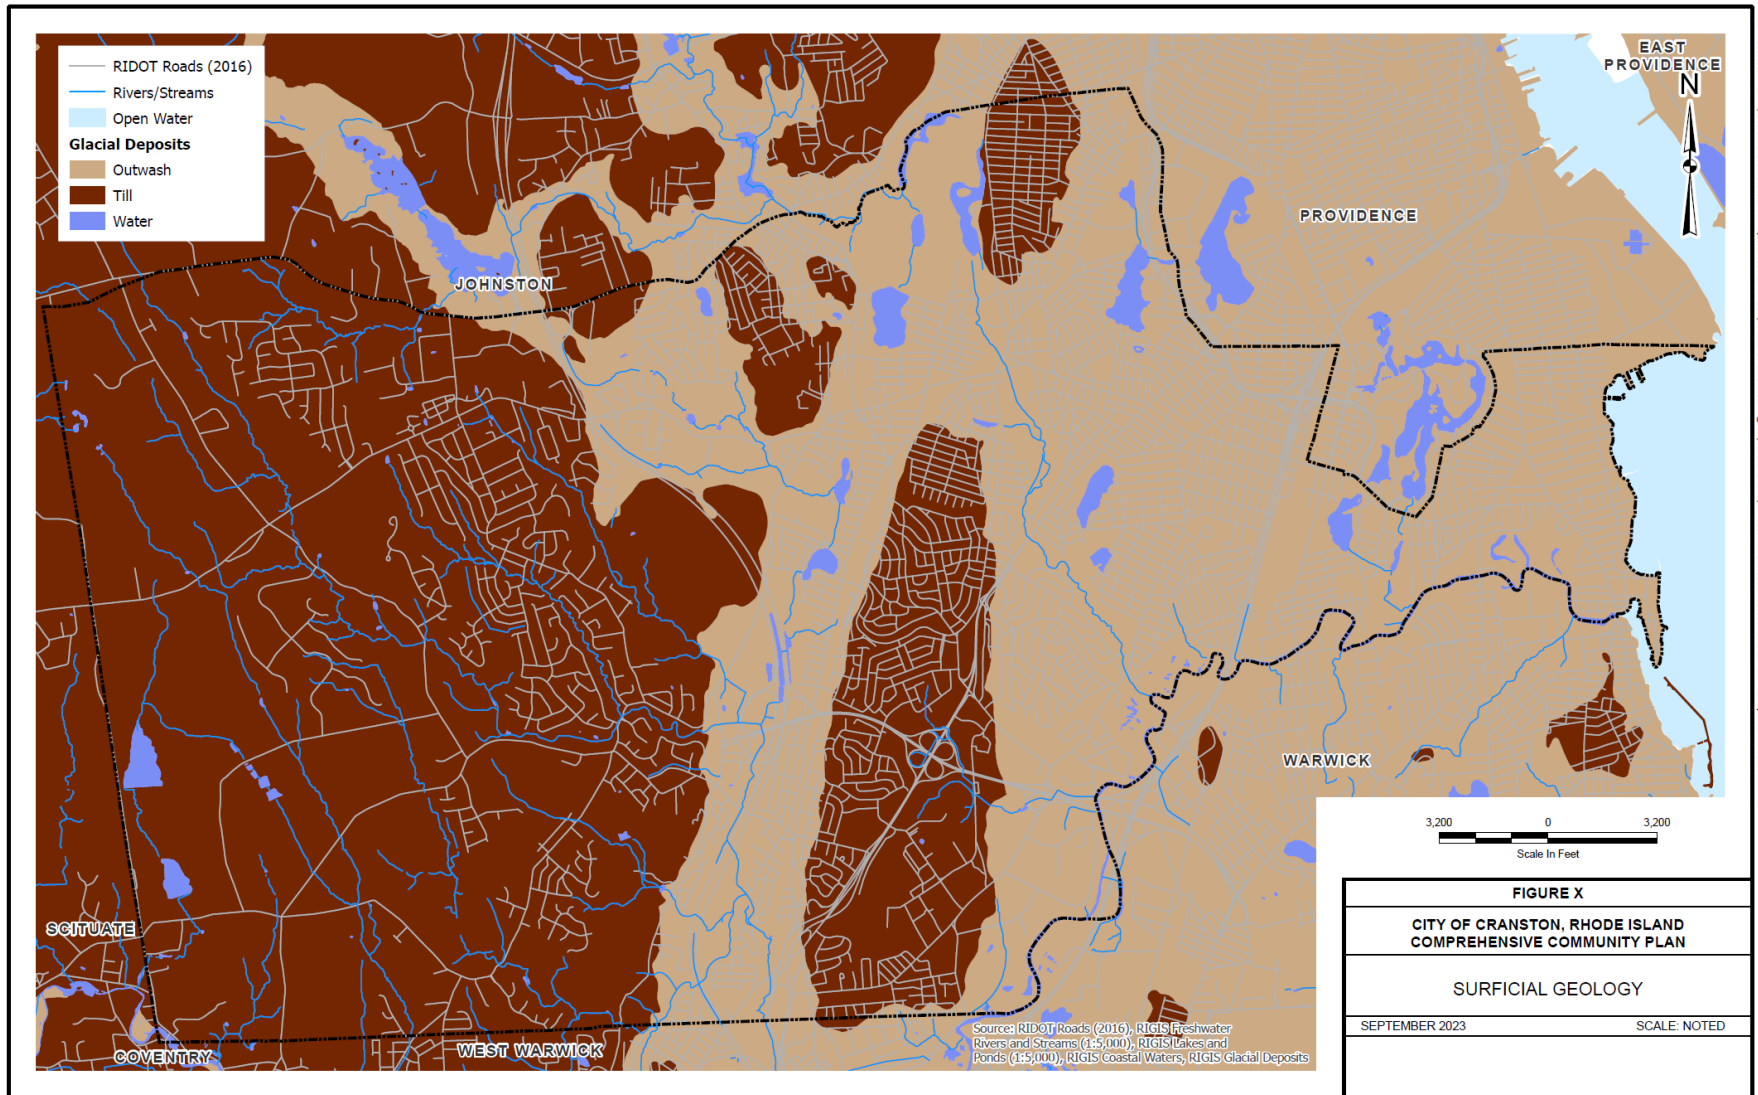 RIDOT Roads (2016)
Rivers/Streams
Open Water
Glacial Deposits
Outwash
Till
Water
EAST
PROVIDENCE
N
PROVIDENCE
JOHNSTON
WARWICK
SCITUATE
COVENTRY
WEST WARWICK
3,200 0 3,200
Scale In Feet
Source: RIDOT Roads (2016), RIGIS Freshwater
Rivers and Streams (1:5,000), RIGIS Lakes and
Ponds (1:5,000), RIGIS Coastal Waters, RIGIS Glacial Deposits
FIGURE X
CITY OF CRANSTON, RHODE ISLAND
COMPREHENSIVE COMMUNITY PLAN
SURFICIAL GEOLOGY
SEPTEMBER 2023 SCALE: NOTED